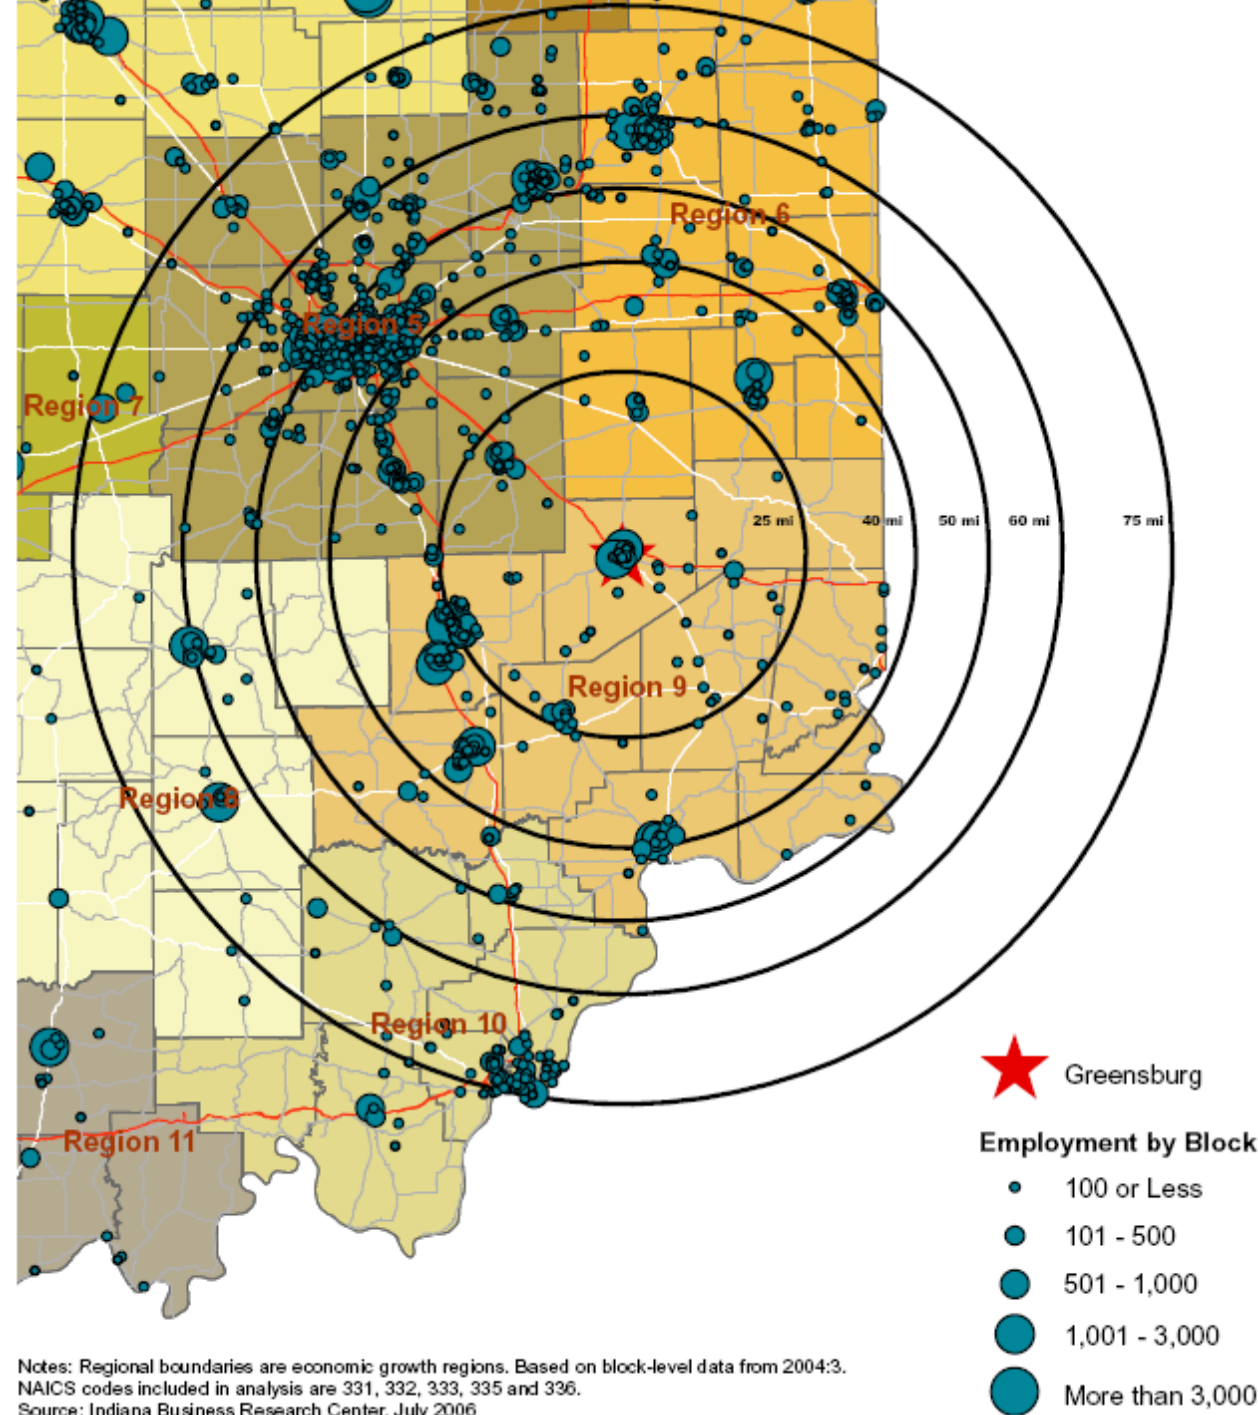 Region 6
Region 5
Region 7
25 mi
40 mi
50 mi
60 mi
75 mi
Region 9
Region 8
Region 10
Region 11
Greensburg
Employment by Block
100 or Less
101 - 500
501 - 1,000
1,001 - 3,000
More than 3,000
Notes: Regional boundaries are economic growth regions. Based on block-level data from 2004:3.
NAICS codes included in analysis are 331, 332, 333, 335 and 336.
Source: Indiana Business Research Center, July 2006